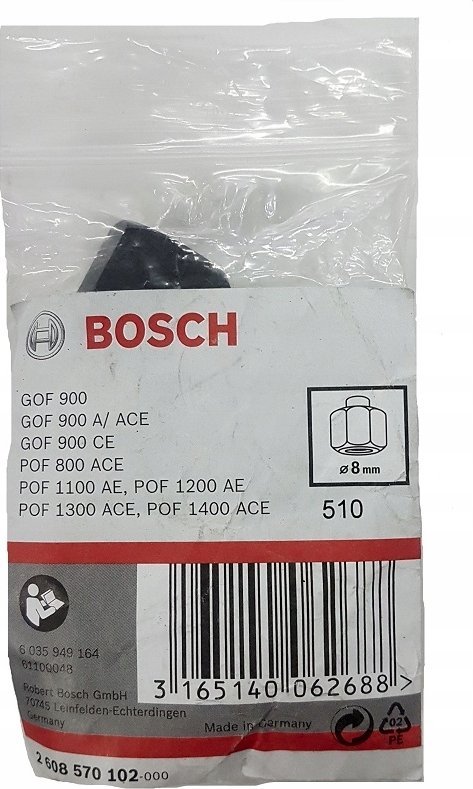 BOSCH
GOF 900
GOF 900 A/ ACE
GOF 900 CE
POF 800 ACE
POF 1100 AE, POF 1200 AE
POF 1300 ACE, POF 1400 ACE
ø 8 mm
510
6 035 949 164
61100048
Robert Bosch GmbH
70745 Leinfelden-Echterdingen
Germany
3 165140 062688 >
Made in Germany
02
PE
2 608 570 102-000